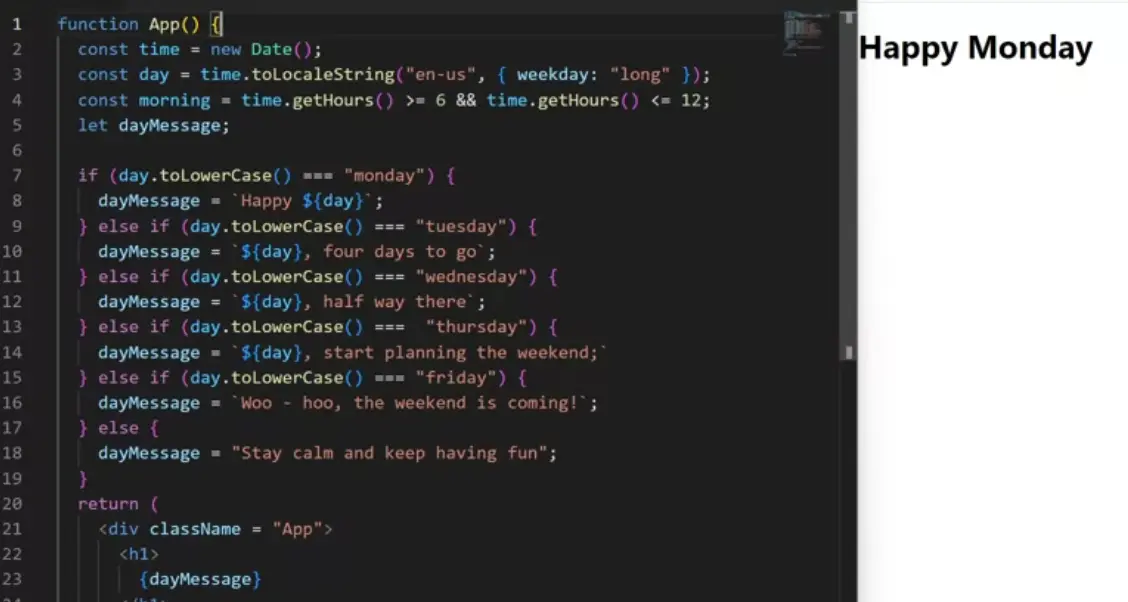 1 function App() {
2 const time = new Date();
3 const day = time.toLocaleString("en-us", { weekday: "long" });
4 const morning = time.getHours() >= 6 && time.getHours() <= 12;
5 let dayMessage;
6
7 if (day.toLowerCase() === "monday") {
8 dayMessage = `Happy ${day}`;
9 } else if (day.toLowerCase() === "tuesday") {
10 dayMessage = `${day}, four days to go`;
11 } else if (day.toLowerCase() === "wednesday") {
12 dayMessage = `${day}, half way there`;
13 } else if (day.toLowerCase() ===  "thursday") {
14 dayMessage = `${day}, start planning the weekend;`
15 } else if (day.toLowerCase() === "friday") {
16 dayMessage = `Woo - hoo, the weekend is coming!`;
17 } else {
18 dayMessage = "Stay calm and keep having fun";
19 }
20 return (
21 <div className = "App">
22 <h1>
23 {dayMessage}
Happy Monday